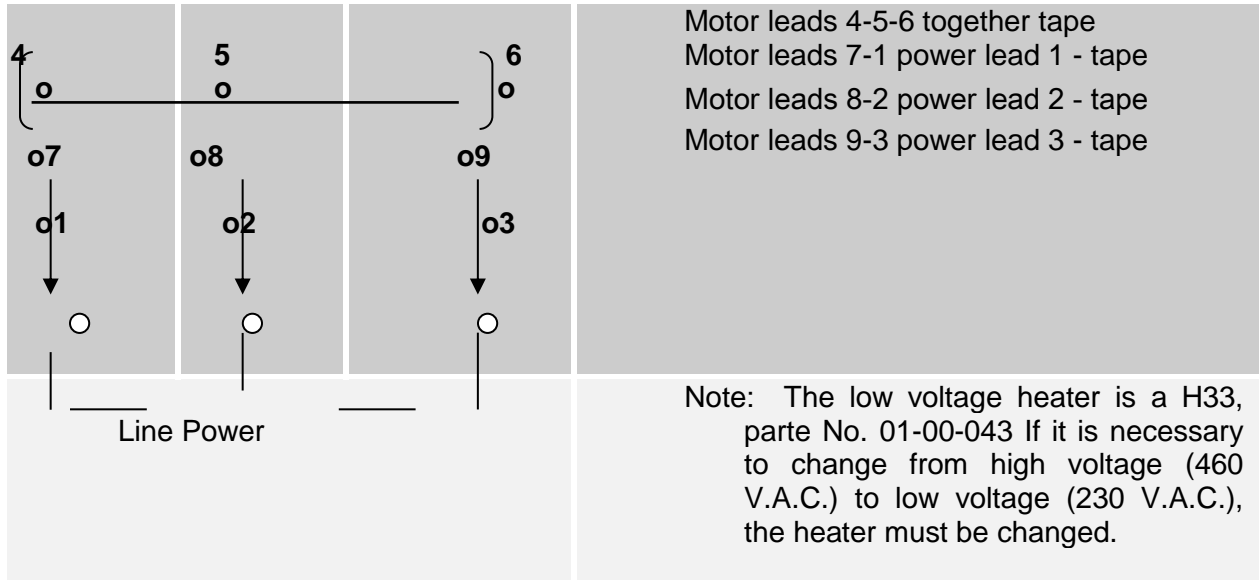 4 5 6
o o o
o7 o8 o9
o1 o2 o3
Line Power
Motor leads 4-5-6 together tape
Motor leads 7-1 power lead 1 - tape
Motor leads 8-2 power lead 2 - tape
Motor leads 9-3 power lead 3 - tape
Note: The low voltage heater is a H33,
parte No. 01-00-043 If it is necessary
to change from high voltage (460
V.A.C.) to low voltage (230 V.A.C.),
the heater must be changed.